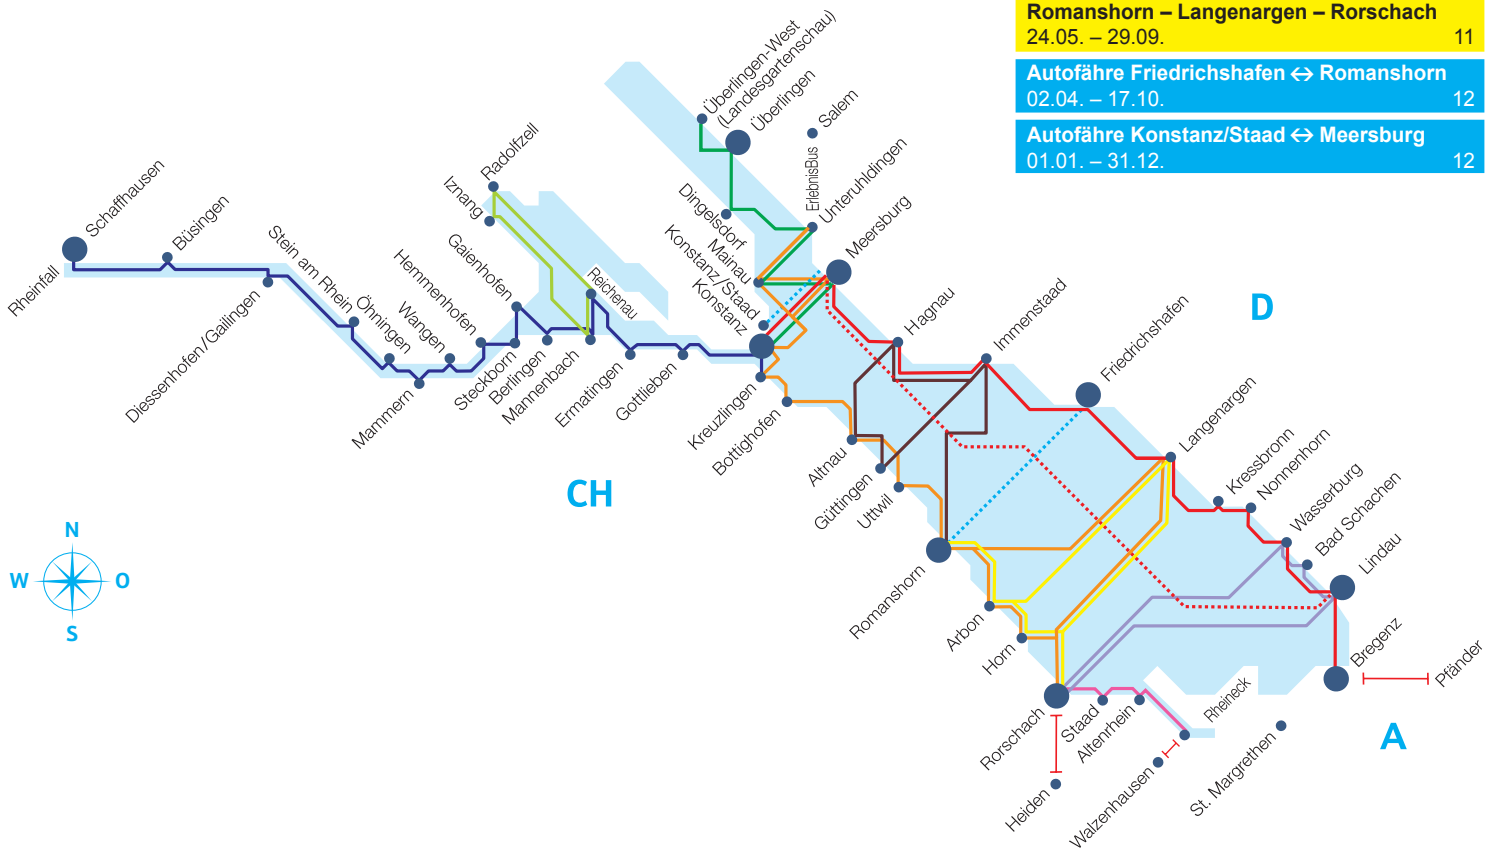 Romanshorn – Langenargen – Rorschach
24.05. – 29.09. 11
Autofähre Friedrichshafen ↔ Romanshorn
02.04. – 17.10. 12
Autofähre Konstanz/Staad ↔ Meersburg
01.01. – 31.12. 12
Überlingen-West
(Landesgartenschau)
Überlingen
Salem
ErlebnisBus
Unteruhldingen
Meersburg
Dingelsdorf
Mainau
Konstanz/Staad
Konstanz
Radolfzell
Iznang
Schaffhausen
Rheinfall
Büsingen
Diessenhofen/Gailingen
Stein am Rhein
Öhningen
Mammern
Wangen
Hemmenhofen
Gaienhofen
Steckborn
Berlingen
Mannenbach
Reichenau
Ermatingen
Gottlieben
Kreuzlingen
Bottighofen
Altnau
Güttingen
Uttwil
Romanshorn
Arbon
Horn
Rorschach
Heiden
Staad
Altenrhein
Rheineck
Walzenhausen
St. Margrethen
Hagnau
Immenstaad
Friedrichshafen
Langenargen
Kressbronn
Nonnenhorn
Wasserburg
Bad Schachen
Lindau
Bregenz
Pfänder
D
CH
A
N
W
O
S